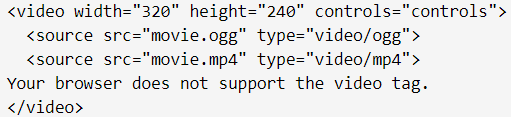 <video width="320" height="240" controls="controls">
  <source src="movie.ogg" type="video/ogg">
  <source src="movie.mp4" type="video/mp4">
Your browser does not support the video tag.
</video>